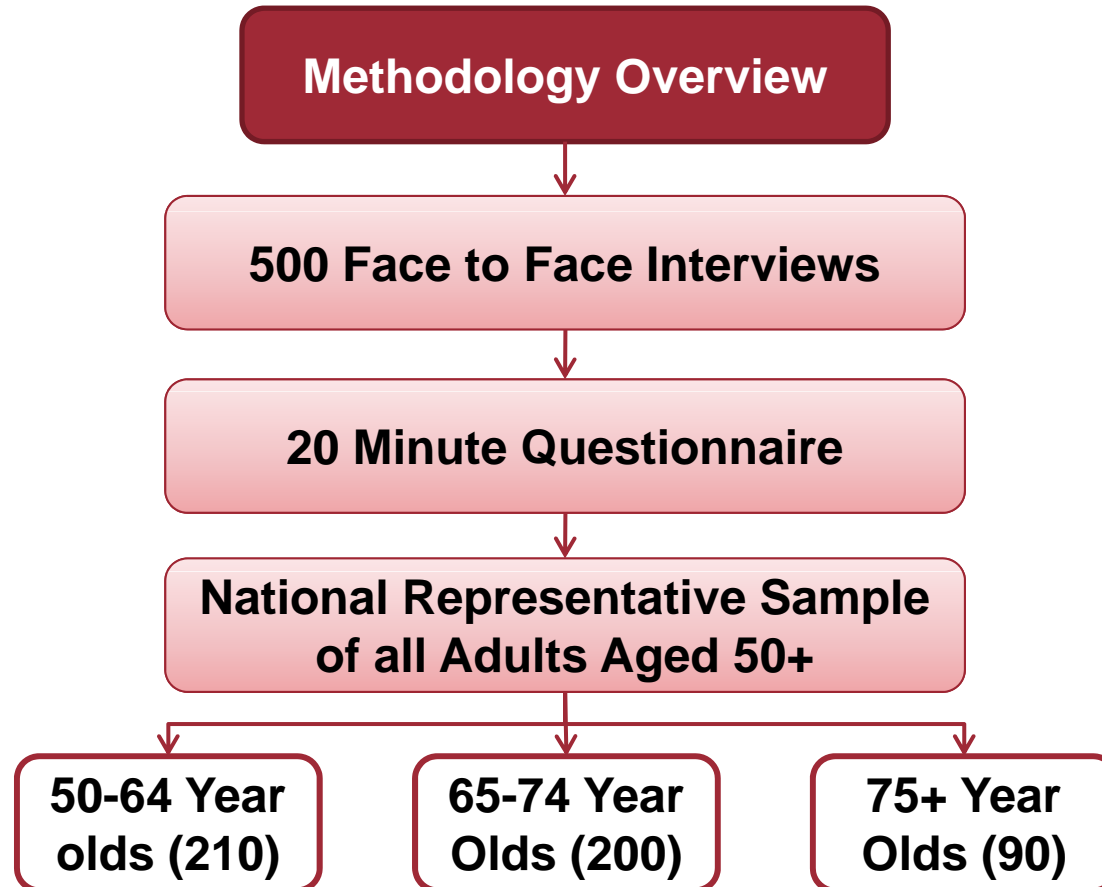 Methodology Overview
500 Face to Face Interviews
20 Minute Questionnaire
National Representative Sample
of all Adults Aged 50+
50-64 Year
olds (210)
65-74 Year
Olds (200)
75+ Year
Olds (90)